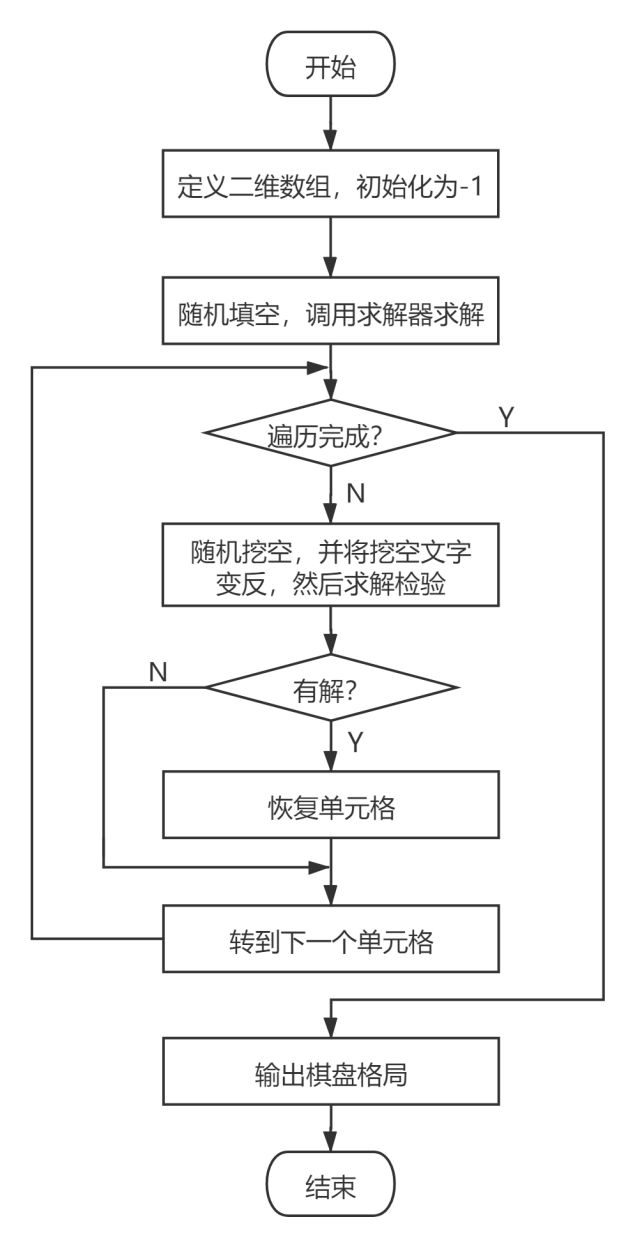 开始
定义二维数组，初始化为-1
随机填空，调用求解器求解
遍历完成？
Y
N
随机挖空，并将挖空文字
变反，然后求解检验
N
有解？
Y
恢复单元格
转到下一个单元格
输出棋盘格局
结束